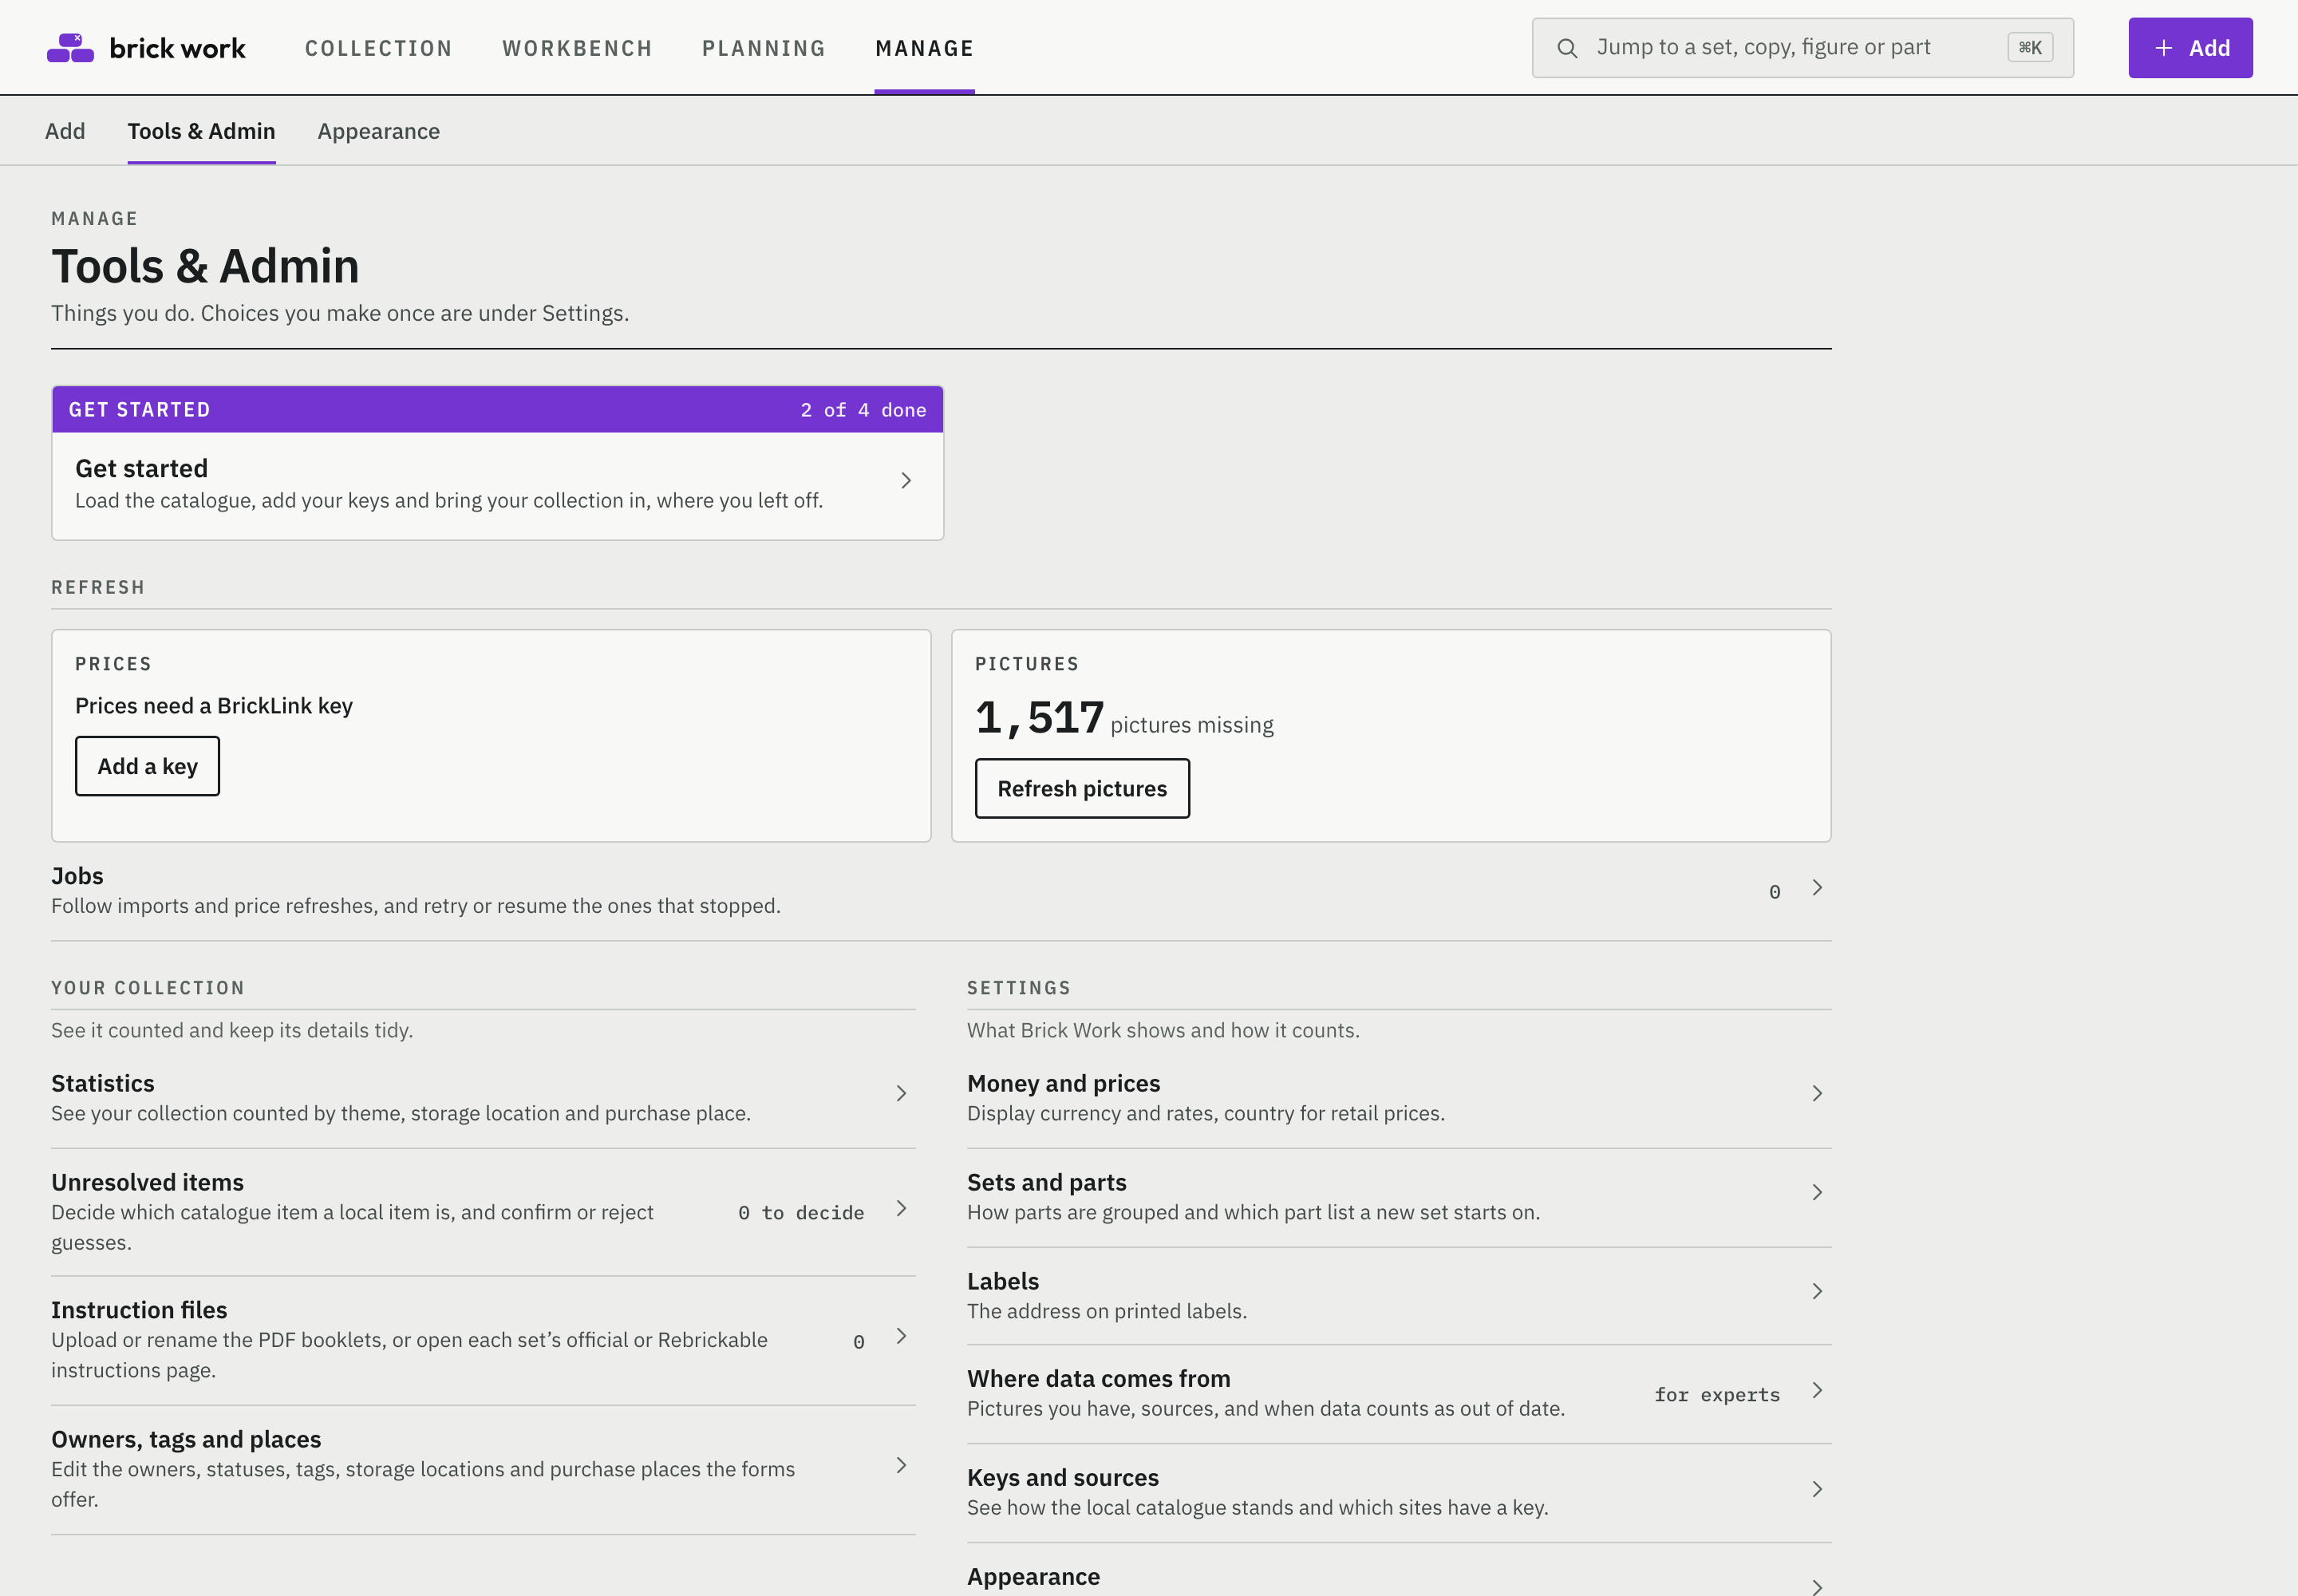 brick work
COLLECTION
WORKBENCH
PLANNING
MANAGE
Jump to a set, copy, figure or part
⌘K
+ Add
Add
Tools & Admin
Appearance
MANAGE
Tools & Admin
Things you do. Choices you make once are under Settings.
GET STARTED
2 of 4 done
Get started
Load the catalogue, add your keys and bring your collection in, where you left off.
REFRESH
PRICES
Prices need a BrickLink key
Add a key
PICTURES
1,517 pictures missing
Refresh pictures
Jobs
Follow imports and price refreshes, and retry or resume the ones that stopped.
0
YOUR COLLECTION
See it counted and keep its details tidy.
Statistics
See your collection counted by theme, storage location and purchase place.
Unresolved items
Decide which catalogue item a local item is, and confirm or reject
guesses.
0 to decide
Instruction files
Upload or rename the PDF booklets, or open each set’s official or Rebrickable
instructions page.
0
Owners, tags and places
Edit the owners, statuses, tags, storage locations and purchase places the forms
offer.
SETTINGS
What Brick Work shows and how it counts.
Money and prices
Display currency and rates, country for retail prices.
Sets and parts
How parts are grouped and which part list a new set starts on.
Labels
The address on printed labels.
Where data comes from
Pictures you have, sources, and when data counts as out of date.
for experts
Keys and sources
See how the local catalogue stands and which sites have a key.
Appearance